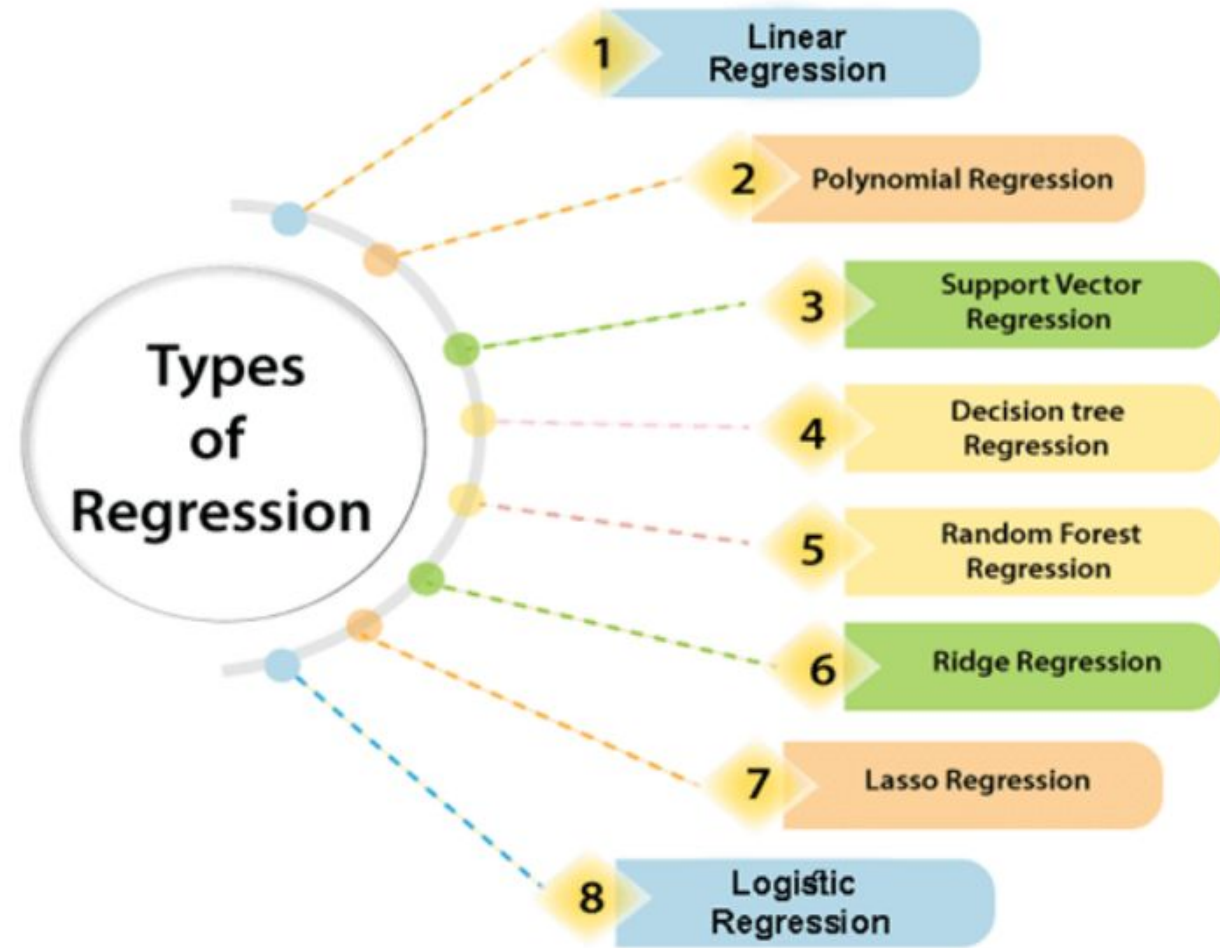 Types
of
Regression
1
Linear
Regression
2
Polynomial Regression
3
Support Vector
Regression
4
Decision tree
Regression
5
Random Forest
Regression
6
Ridge Regression
7
Lasso Regression
8
Logistic
Regression